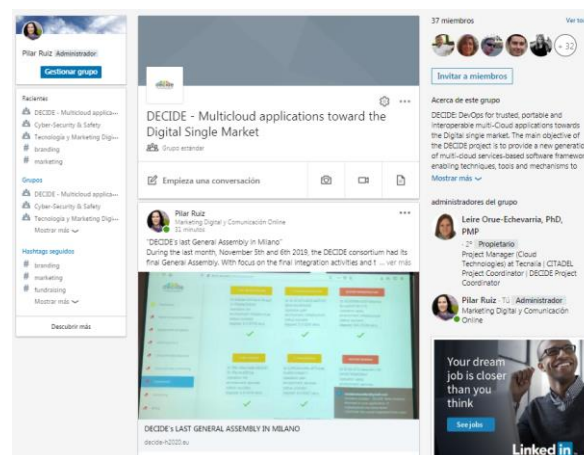 Pilar Ruiz Administrador
Gestionar grupo
Recientes
DECIDE - Multicloud applica...
Cyber-Security & Safety
Tecnología y Marketing Digi...
# branding
# marketing
Grupos
DECIDE - Multicloud applica...
Cyber-Security & Safety
Tecnología y Marketing Digi...
Mostrar más
Hashtags seguidos
# branding
# marketing
# fundraising
Mostrar más
Descubrir más
decide
DECIDE - Multicloud applications toward the
Digital Single Market
Grupo estándar
Empieza una conversación
Pilar Ruiz
Marketing Digital y Comunicación Online
31 minutos
"DECIDE's last General Assembly in Milano"
During the last month, November 5th and 6th 2019, the DECIDE consortium had its
final General Assembly. With focus on the final integration activities and t ... ver más
DECIDE's LAST GENERAL ASSEMBLY IN MILANO
decide-h2020.eu
37 miembros
Ver to
+ 32
Invitar a miembros
Acerca de este grupo
DECIDE: DevOps for trusted, portable and
interoperable multi-Cloud applications towards
the Digital single market. The main objective of
the DECIDE project is to provide a new generatio
of multi-cloud services-based software framewor
enabling techniques, tools and mechanisms to
Mostrar más
administradores del grupo
Leire Orue-Echevarria, PhD,
PMP
· 2º Propietario
Project Manager (Cloud
Technologies) at Tecnalia | CITADEL
Project Coordinator | DECIDE Project
Coordinator
Pilar Ruiz · Tú Administrador
Marketing Digital y Comunicación
Online
Your dream
job is closer
than you
think
See jobs
Linked in